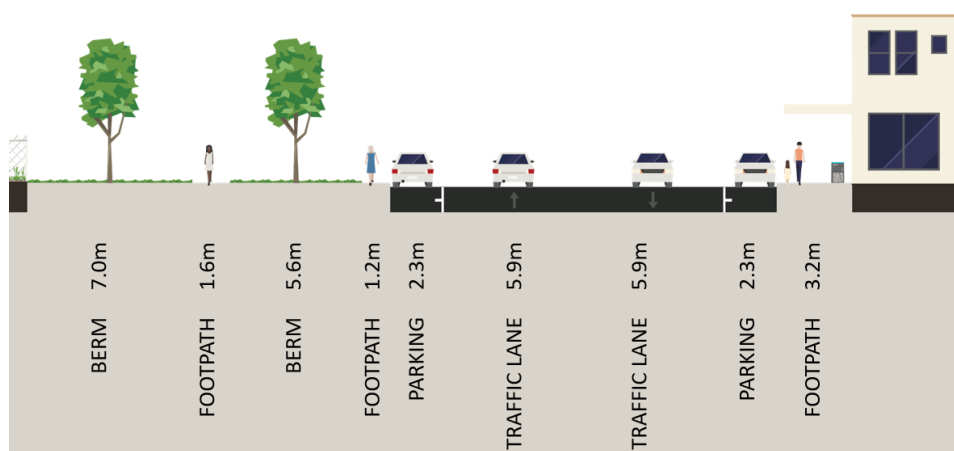 BERM 7.0m
FOOTPATH 1.6m
BERM 5.6m
FOOTPATH 1.2m
PARKING 2.3m
TRAFFIC LANE 5.9m
TRAFFIC LANE 5.9m
PARKING 2.3m
FOOTPATH 3.2m